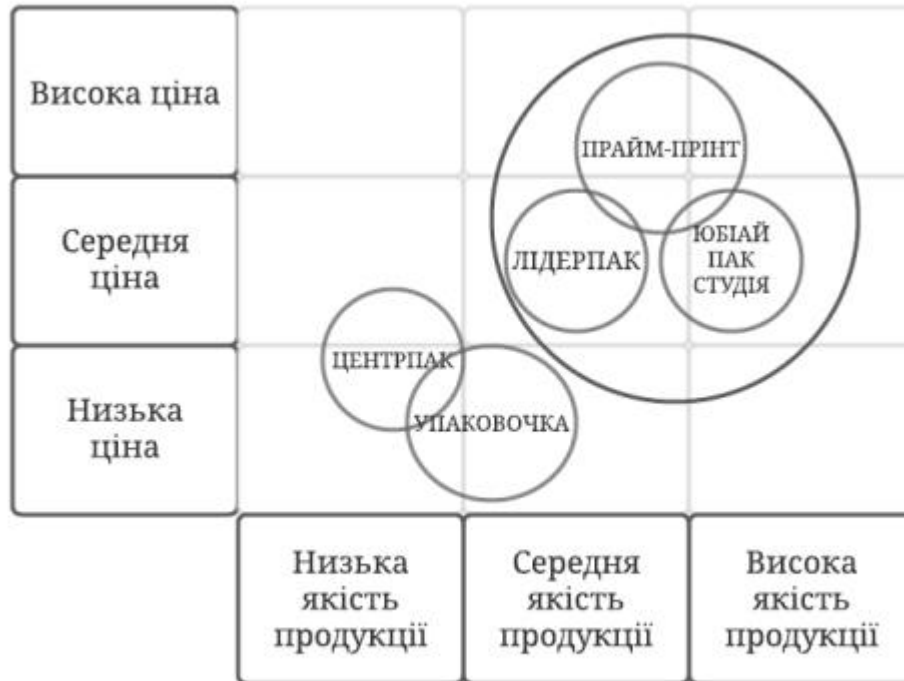 Висока ціна
ПРАЙМ-ПРІНТ
Середня
ціна
ЛІДЕРПАК
ЮБІАЙ
ПАК
СТУДІЯ
ЦЕНТРПАК
Низька
ціна
УПАКОВОЧКА
Низька
якість
продукції
Середня
якість
продукції
Висока
якість
продукції